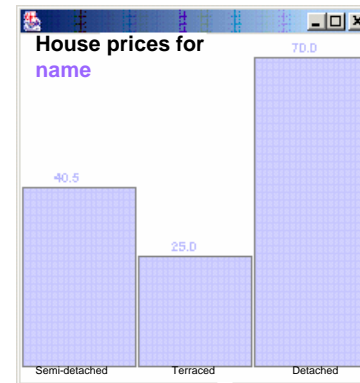 House prices for
name
70.0
40.5
25.0
Semi-detached Terraced Detached